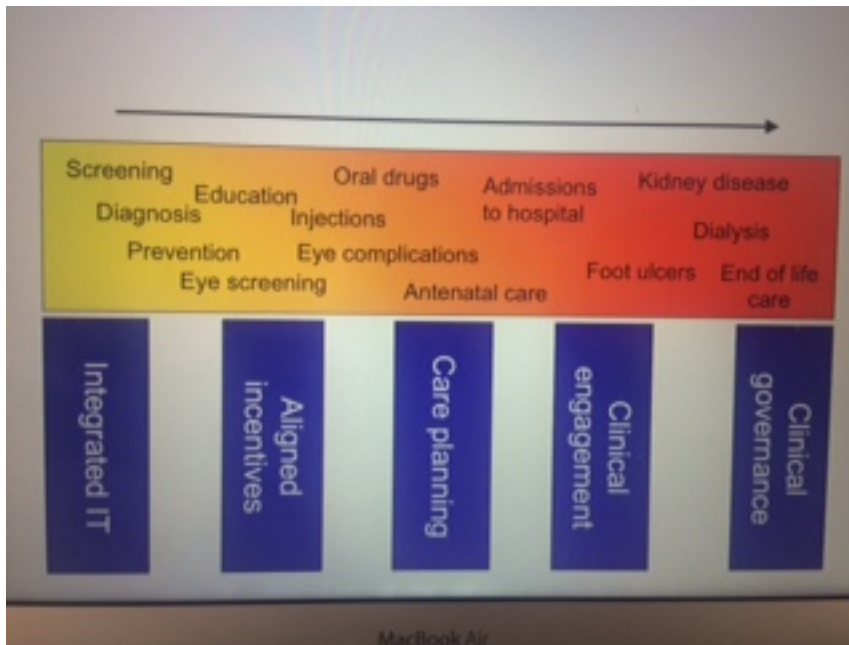 Screening
Education
Oral drugs
Admissions
to hospital
Kidney disease
Diagnosis
Injections
Dialysis
Prevention
Eye complications
Eye screening
Antenatal care
Foot ulcers
End of life
care
Integrated IT
Aligned
incentives
Care planning
Clinical
engagement
Clinical
governance
MacBook Air